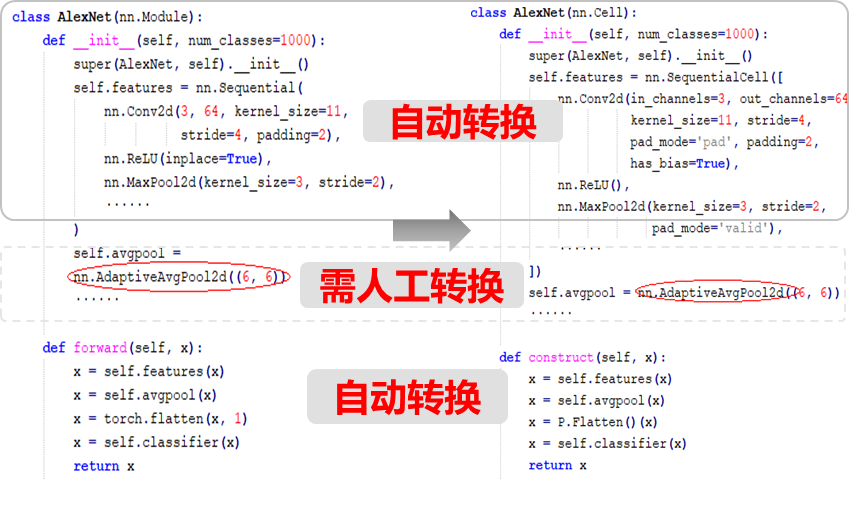 class AlexNet(nn.Module):
def __init__(self, num_classes=1000):
super(AlexNet, self).__init__()
self.features = nn.Sequential(
nn.Conv2d(3, 64, kernel_size=11,
stride=4, padding=2),
nn.ReLU(inplace=True),
nn.MaxPool2d(kernel_size=3, stride=2),
······
)
self.avgpool =
nn.AdaptiveAvgPool2d((6, 6))
······
def forward(self, x):
x = self.features(x)
x = self.avgpool(x)
x = torch.flatten(x, 1)
x = self.classifier(x)
return x
自动转换
需人工转换
自动转换
class AlexNet(nn.Cell):
def __init__(self, num_classes=1000):
super(AlexNet, self).__init__()
self.features = nn.SequentialCell([
nn.Conv2d(in_channels=3, out_channels=64
kernel_size=11, stride=4,
pad_mode='pad', padding=2,
has_bias=True),
nn.ReLU(),
nn.MaxPool2d(kernel_size=3, stride=2,
pad_mode='valid'),
······
])
self.avgpool = nn.AdaptiveAvgPool2d((6, 6))
······
def construct(self, x):
x = self.features(x)
x = self.avgpool(x)
x = P.Flatten()(x)
x = self.classifier(x)
return x